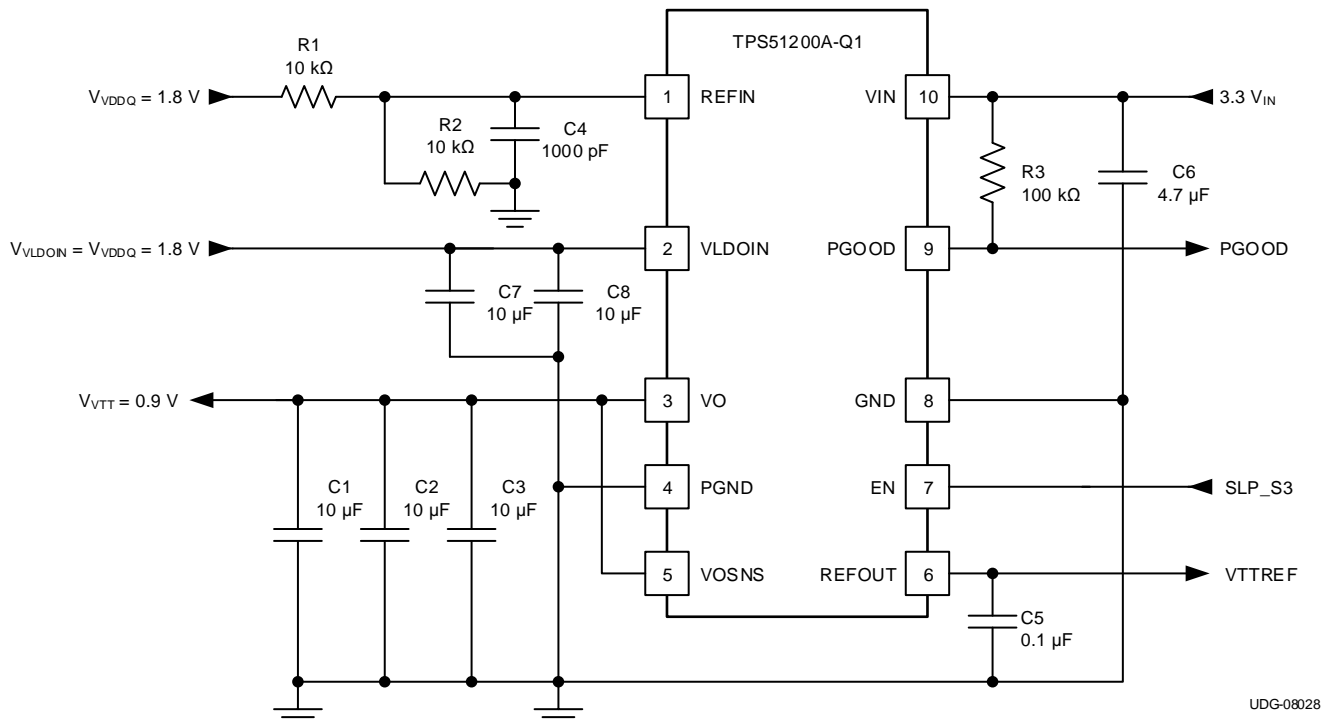 TPS51200A-Q1
R1
10 kΩ
V_VDDQ = 1.8 V
1
REFIN
VIN
10
3.3 V_IN
R2
10 kΩ
C4
1000 pF
R3
100 kΩ
C6
4.7 µF
V_VLDOIN = V_VDDQ = 1.8 V
2
VLDOIN
PGOOD
9
PGOOD
C7
10 µF
C8
10 µF
V_VTT = 0.9 V
3
VO
GND
8
C1
10 µF
C2
10 µF
C3
10 µF
4
PGND
EN
7
SLP_S3
5
VOSNS
REFOUT
6
VTTREF
C5
0.1 µF
UDG-08028